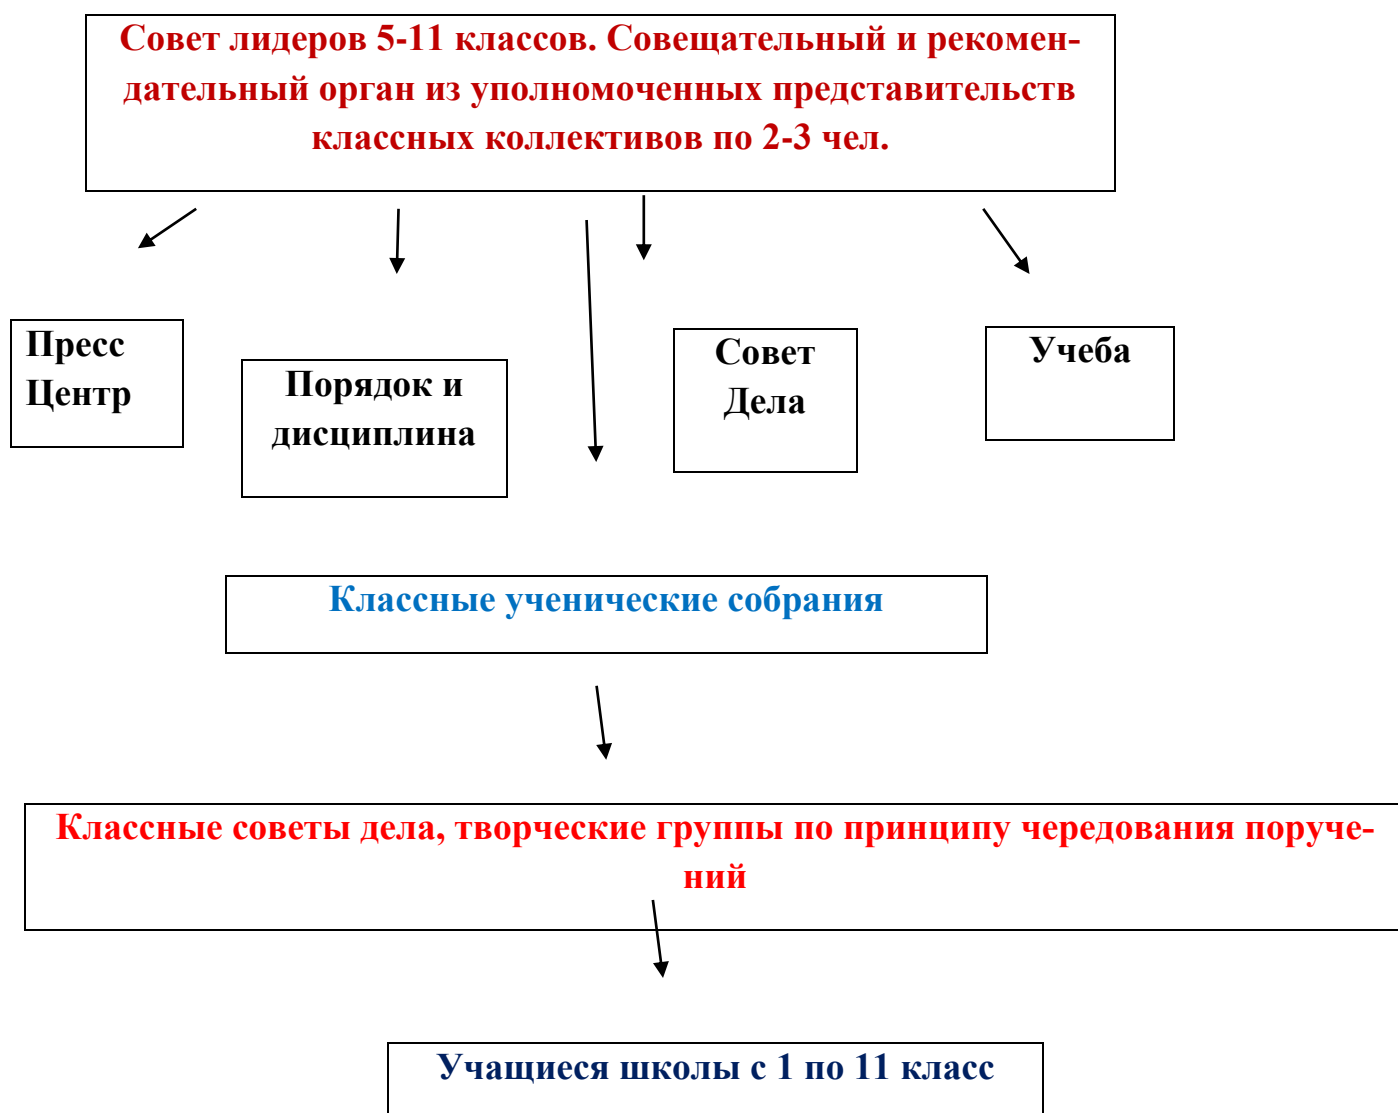 Совет лидеров 5-11 классов. Совещательный и рекомен-
дательный орган из уполномоченных представительств
классных коллективов по 2-3 чел.
Пресс
Центр
Порядок и
дисциплина
Совет
Дела
Учеба
Классные ученические собрания
Классные советы дела, творческие группы по принципу чередования поруче-
ний
Учащиеся школы с 1 по 11 класс